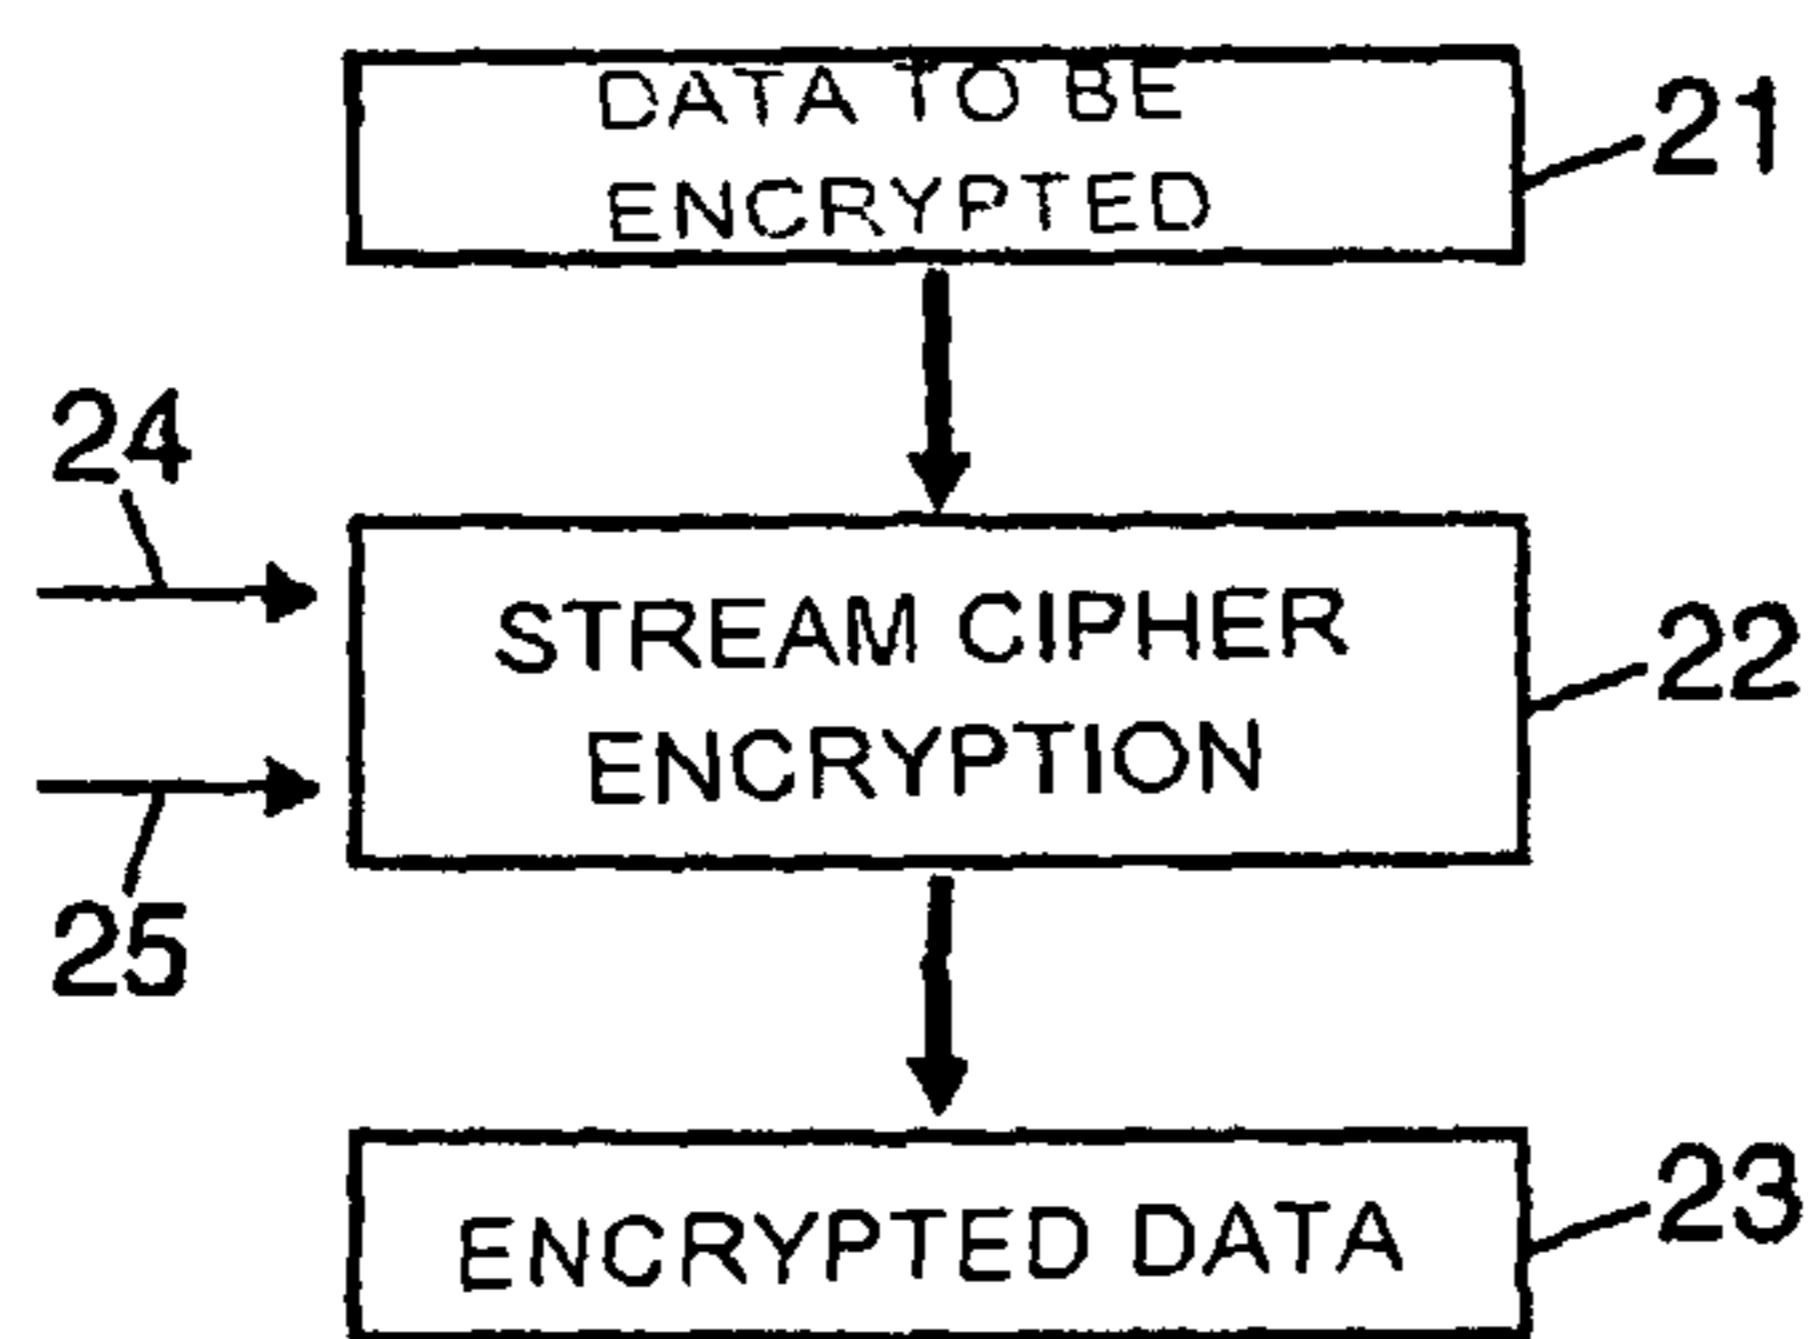 DATA TO BE
ENCRYPTED
21
24
STREAM CIPHER
ENCRYPTION
22
25
ENCRYPTED DATA
23